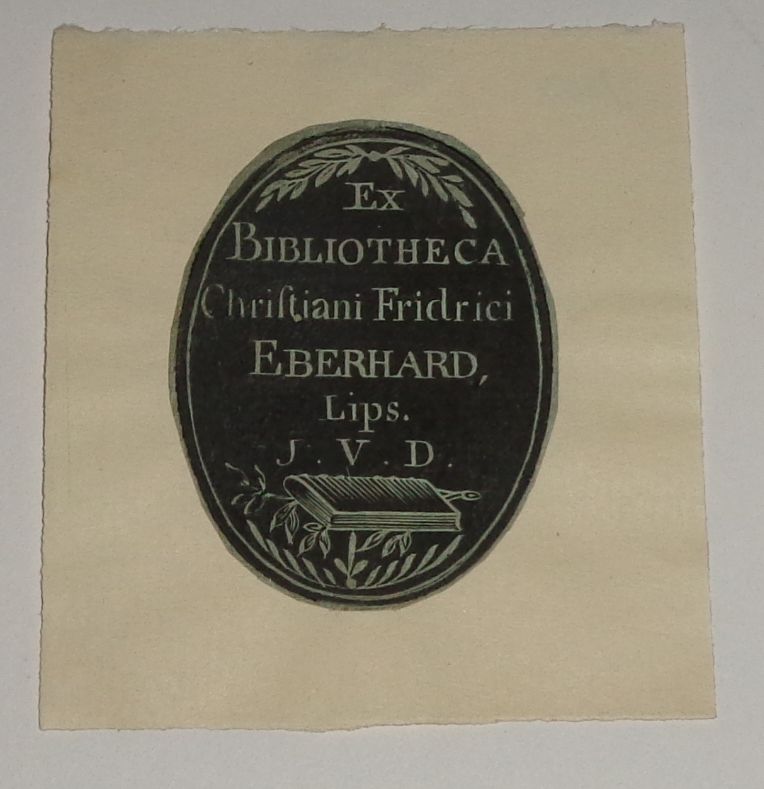 Ex
BIBLIOTHECA
Chriſtiani Fridrici
EBERHARD,
Lips.
J. V. D.